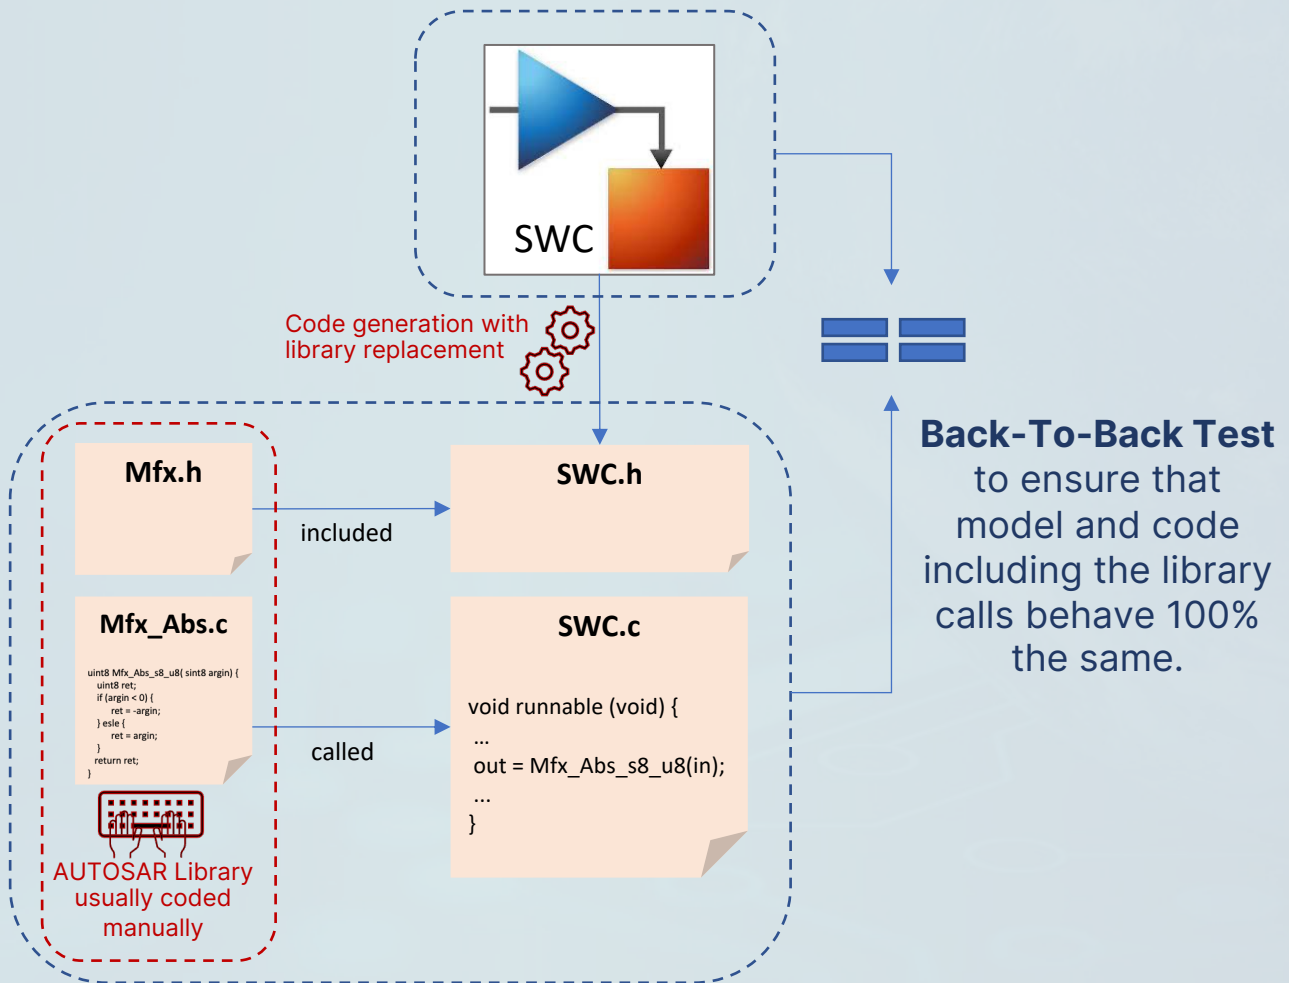 SWC
Code generation with
library replacement
Mfx.h
included
SWC.h
Mfx_Abs.c
uint8 Mfx_Abs_s8_u8( sint8 argin) {
uint8 ret;
if (argin < 0) {
ret = -argin;
} esle {
ret = argin;
}
return ret;
}
called
SWC.c
void runnable (void) {
...
out = Mfx_Abs_s8_u8(in);
...
}
AUTOSAR Library
usually coded
manually
Back-To-Back Test
to ensure that
model and code
including the library
calls behave 100%
the same.